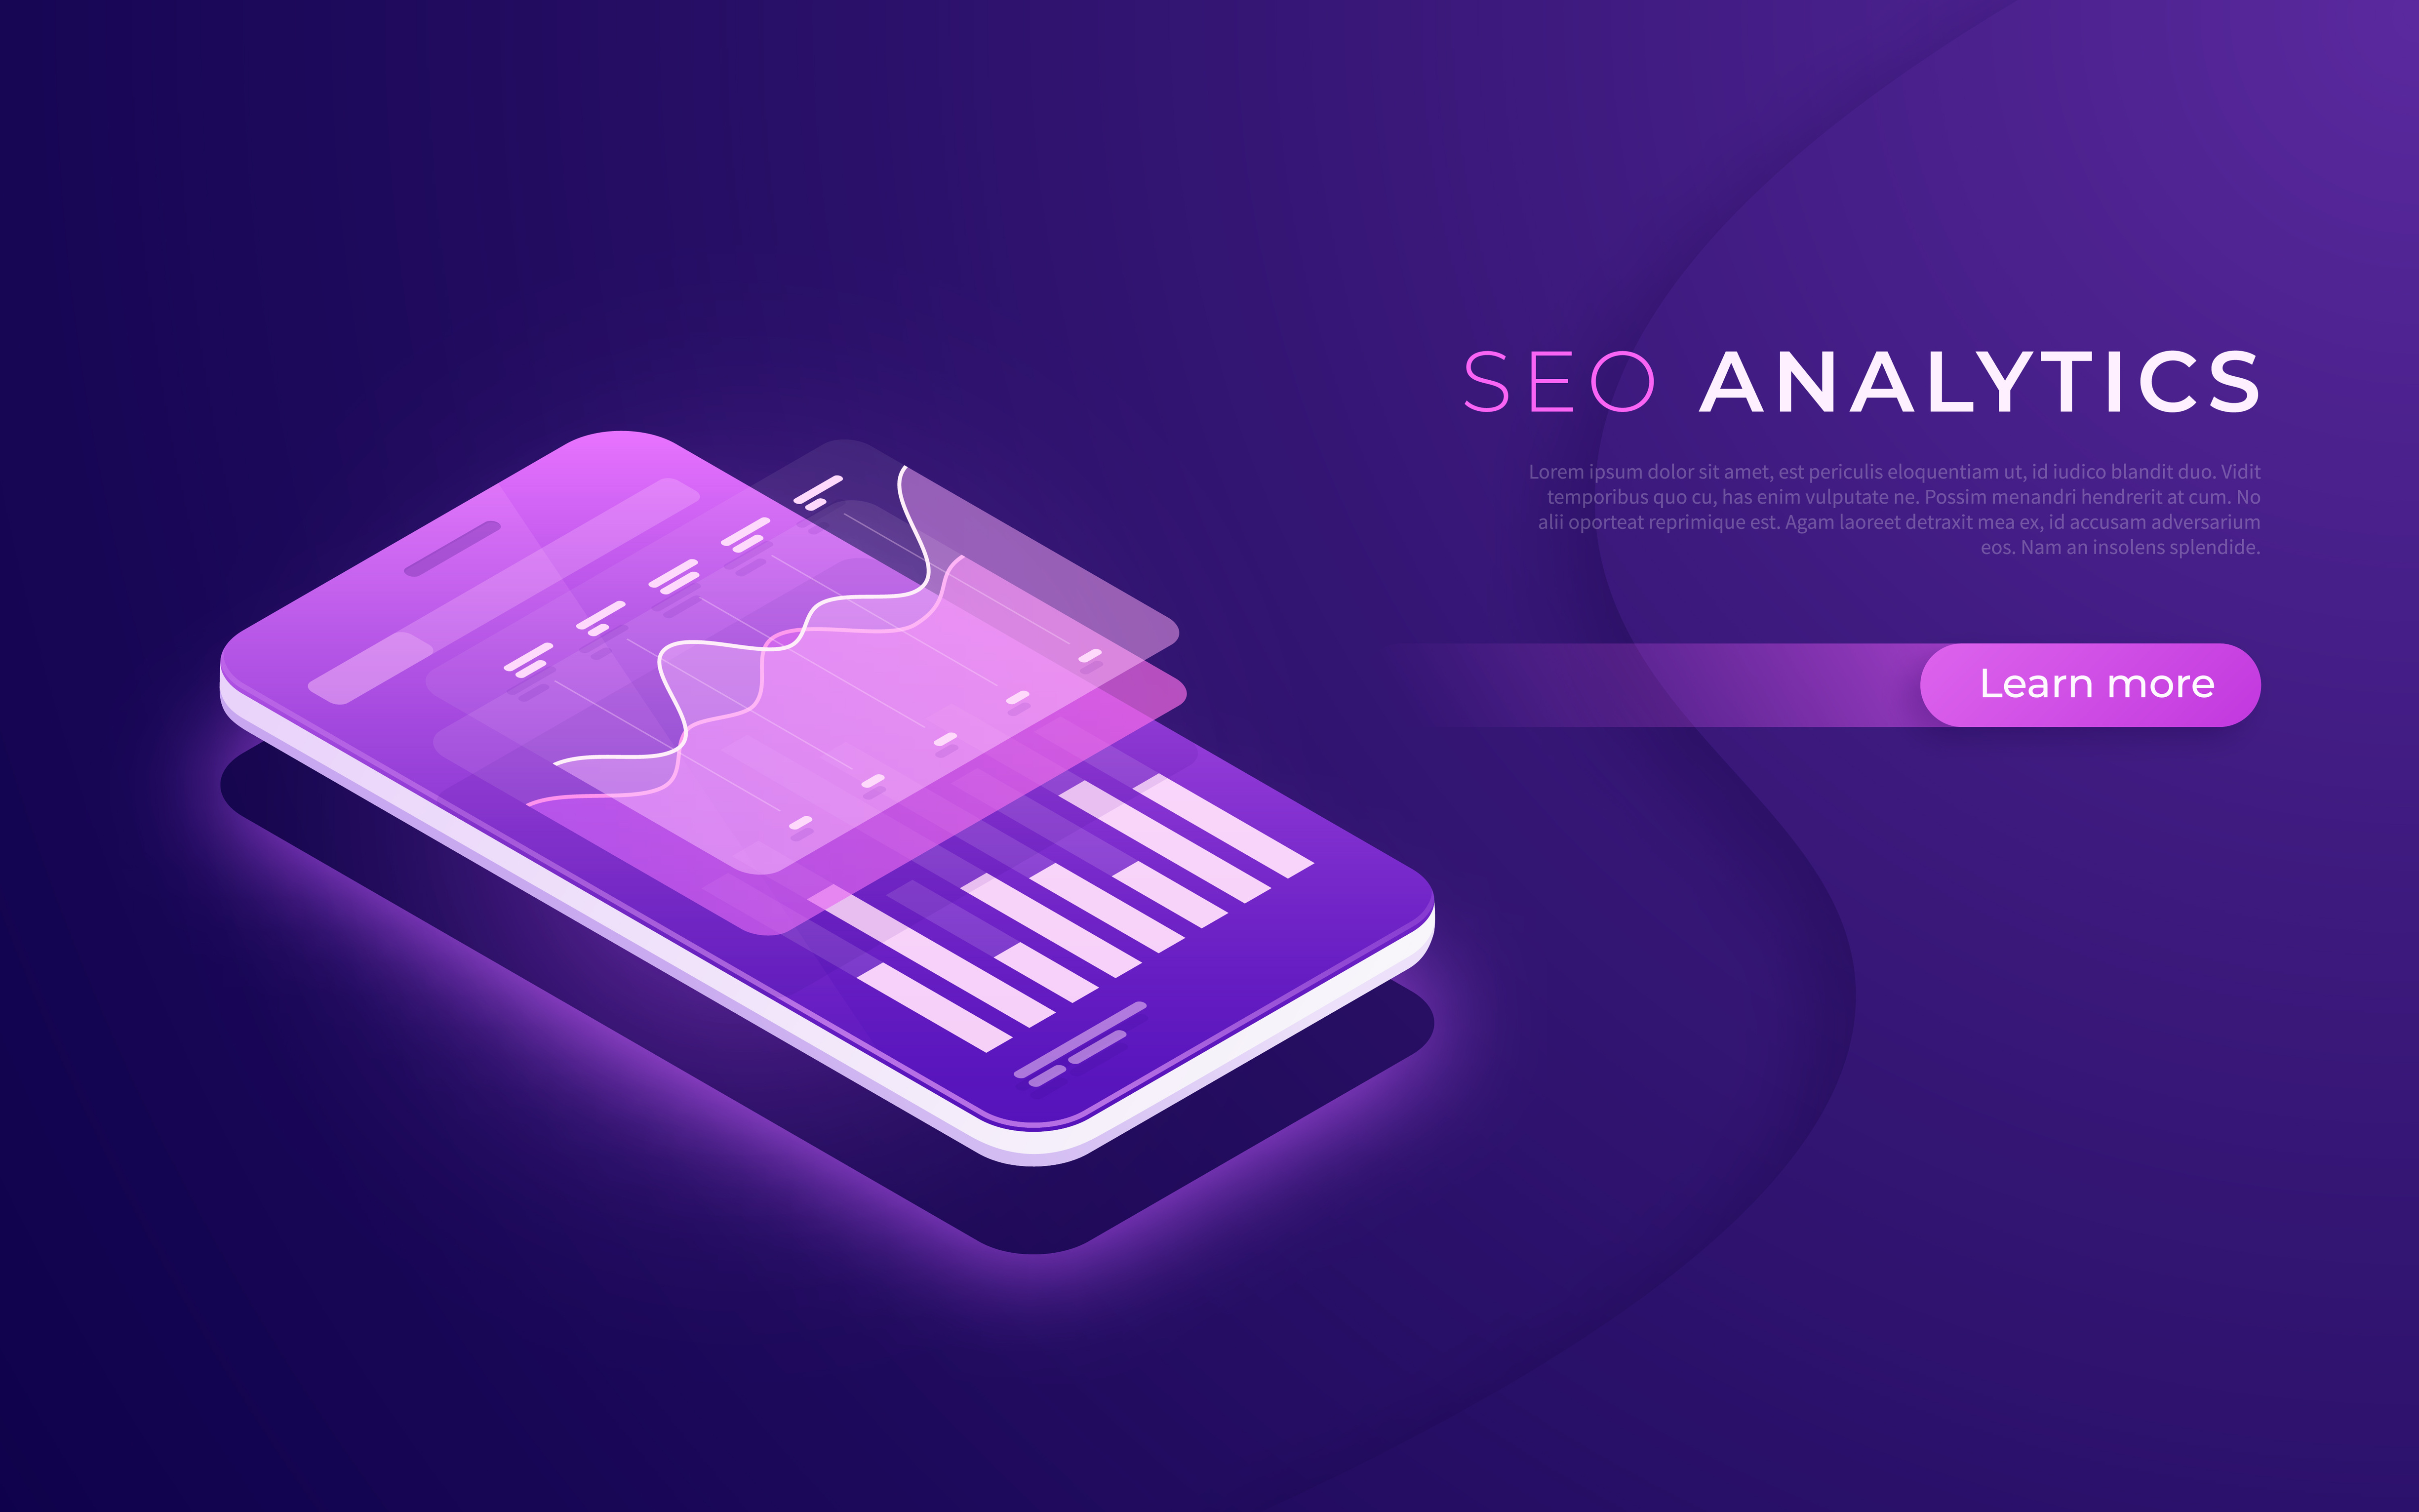 SEO ANALYTICS
Lorem ipsum dolor sit amet, est periculis eloquentiam ut, id iudico blandit duo. Vidit
temporibus quo cu, has enim vulputate ne. Possim menandri hendrerit at cum. No
alii oporteat reprimique est. Agam laoreet detraxit mea ex, id accusam adversarium
eos. Nam an insolens splendide.
Learn more